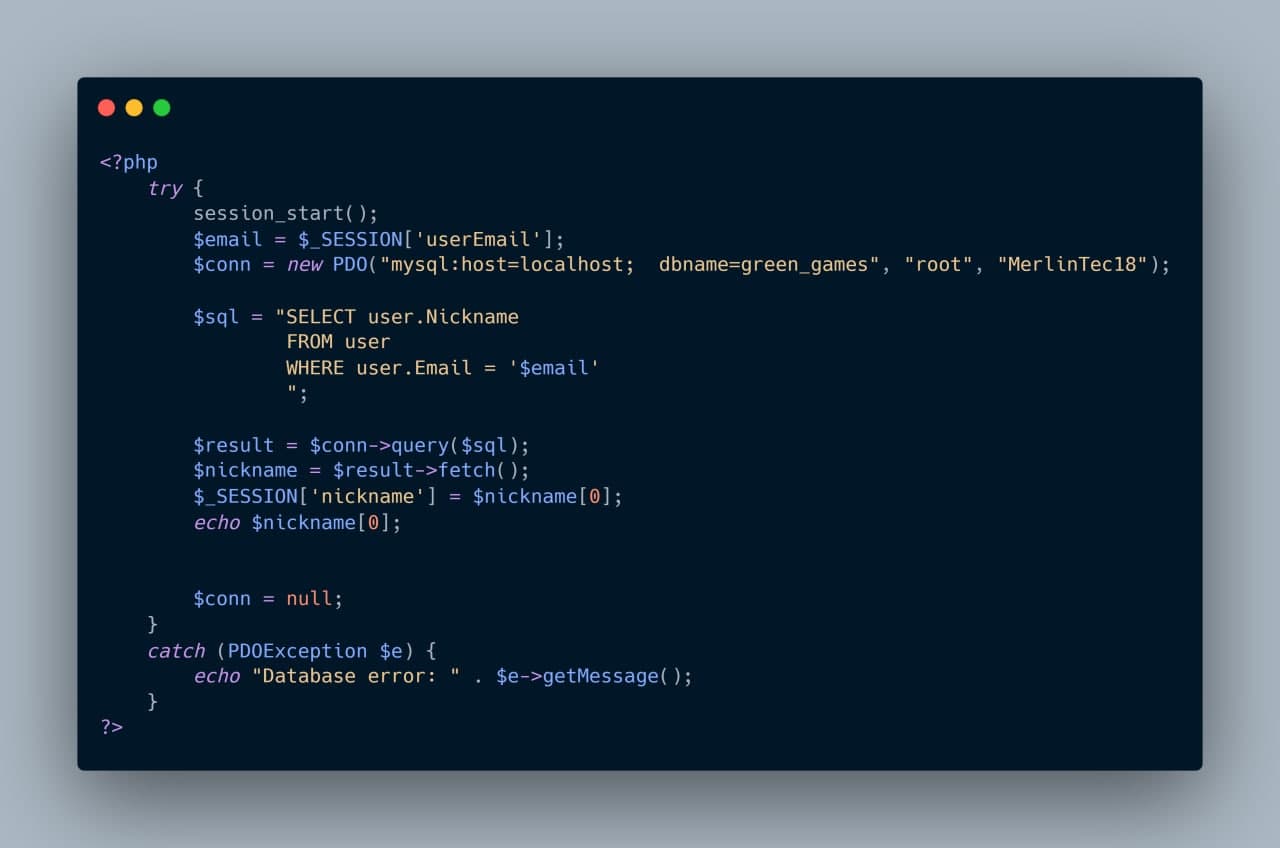 <?php
    try {
        session_start();
        $email = $_SESSION['userEmail'];
        $conn = new PDO("mysql:host=localhost;  dbname=green_games", "root", "MerlinTec18");

        $sql = "SELECT user.Nickname
                FROM user
                WHERE user.Email = '$email'
                ";

        $result = $conn->query($sql);
        $nickname = $result->fetch();
        $_SESSION['nickname'] = $nickname[0];
        echo $nickname[0];


        $conn = null;
    }
    catch (PDOException $e) {
        echo "Database error: " . $e->getMessage();
    }
?>